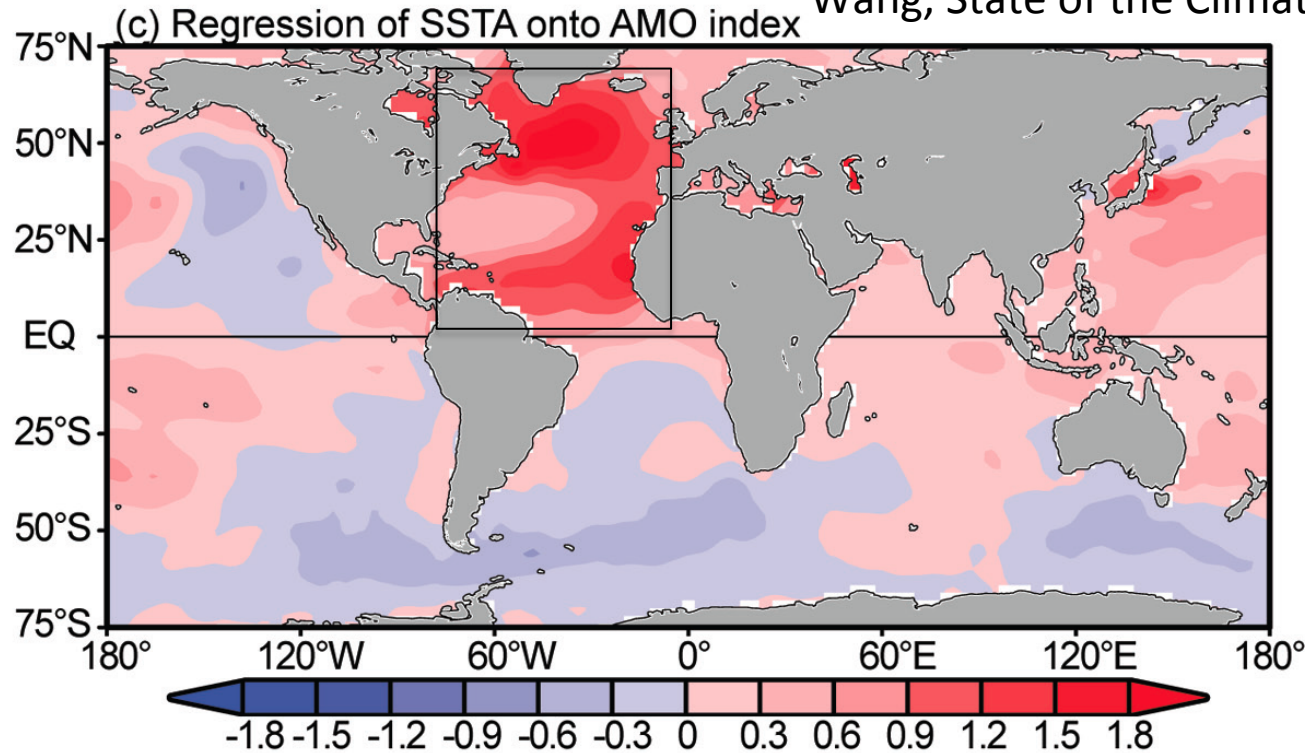 Wang, State of the Climat
(c) Regression of SSTA onto AMO index
75°N
50°N
25°N
EQ
25°S
50°S
75°S
180° 120°W 60°W 0° 60°E 120°E 180°
-1.8 -1.5 -1.2 -0.9 -0.6 -0.3 0 0.3 0.6 0.9 1.2 1.5 1.8